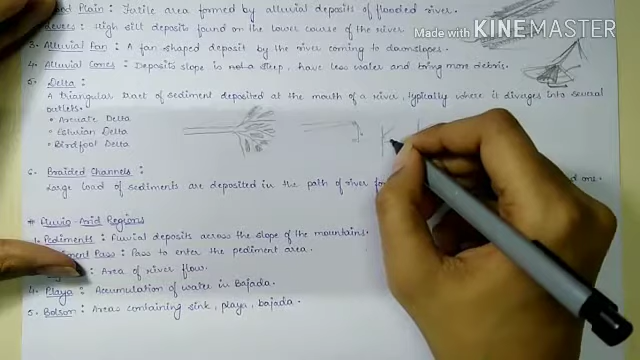 Plain : Fertile area formed by alluvial deposits of flooded river.
Made with KINEMASTER
Levees : High silt deposits found on the lower course of the river.
3. Alluvial Fan : A fan shaped deposit by the river coming to downslopes.
4. Alluvial Cones : Deposits slope is not a steep, have less water and bring more debris.
5. Delta :
A triangular tract of sediment deposited at the mouth of a river, typically where it diverges into several
outlets.
• Arcuate Delta
• Esturian Delta
• Birdfoot Delta
6. Braided Channels :
Large load of sediments are deposited in the path of river
# Fluvio-Arid Regions
1. Pediments : Fluvial deposits across the slope of the mountains.
Pass : Pass to enter the pediment area.
: Area of river flow.
4. Playa : Accumulation of water in Bajada.
5. Bolson : Areas containing sink, playa, bajada.